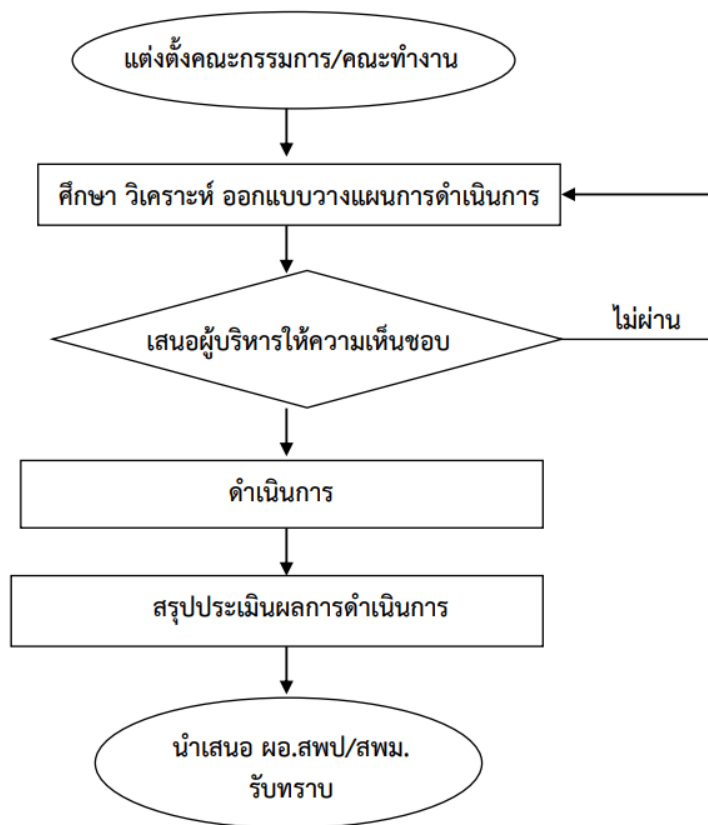 แต่งตั้งคณะกรรมการ/คณะทำงาน
ศึกษา วิเคราะห์ ออกแบบวางแผนการดำเนินการ
เสนอผู้บริหารให้ความเห็นชอบ
ไม่ผ่าน
ดำเนินการ
สรุปประเมินผลการดำเนินการ
นำเสนอ ผอ.สพป/สพม.
รับทราบ